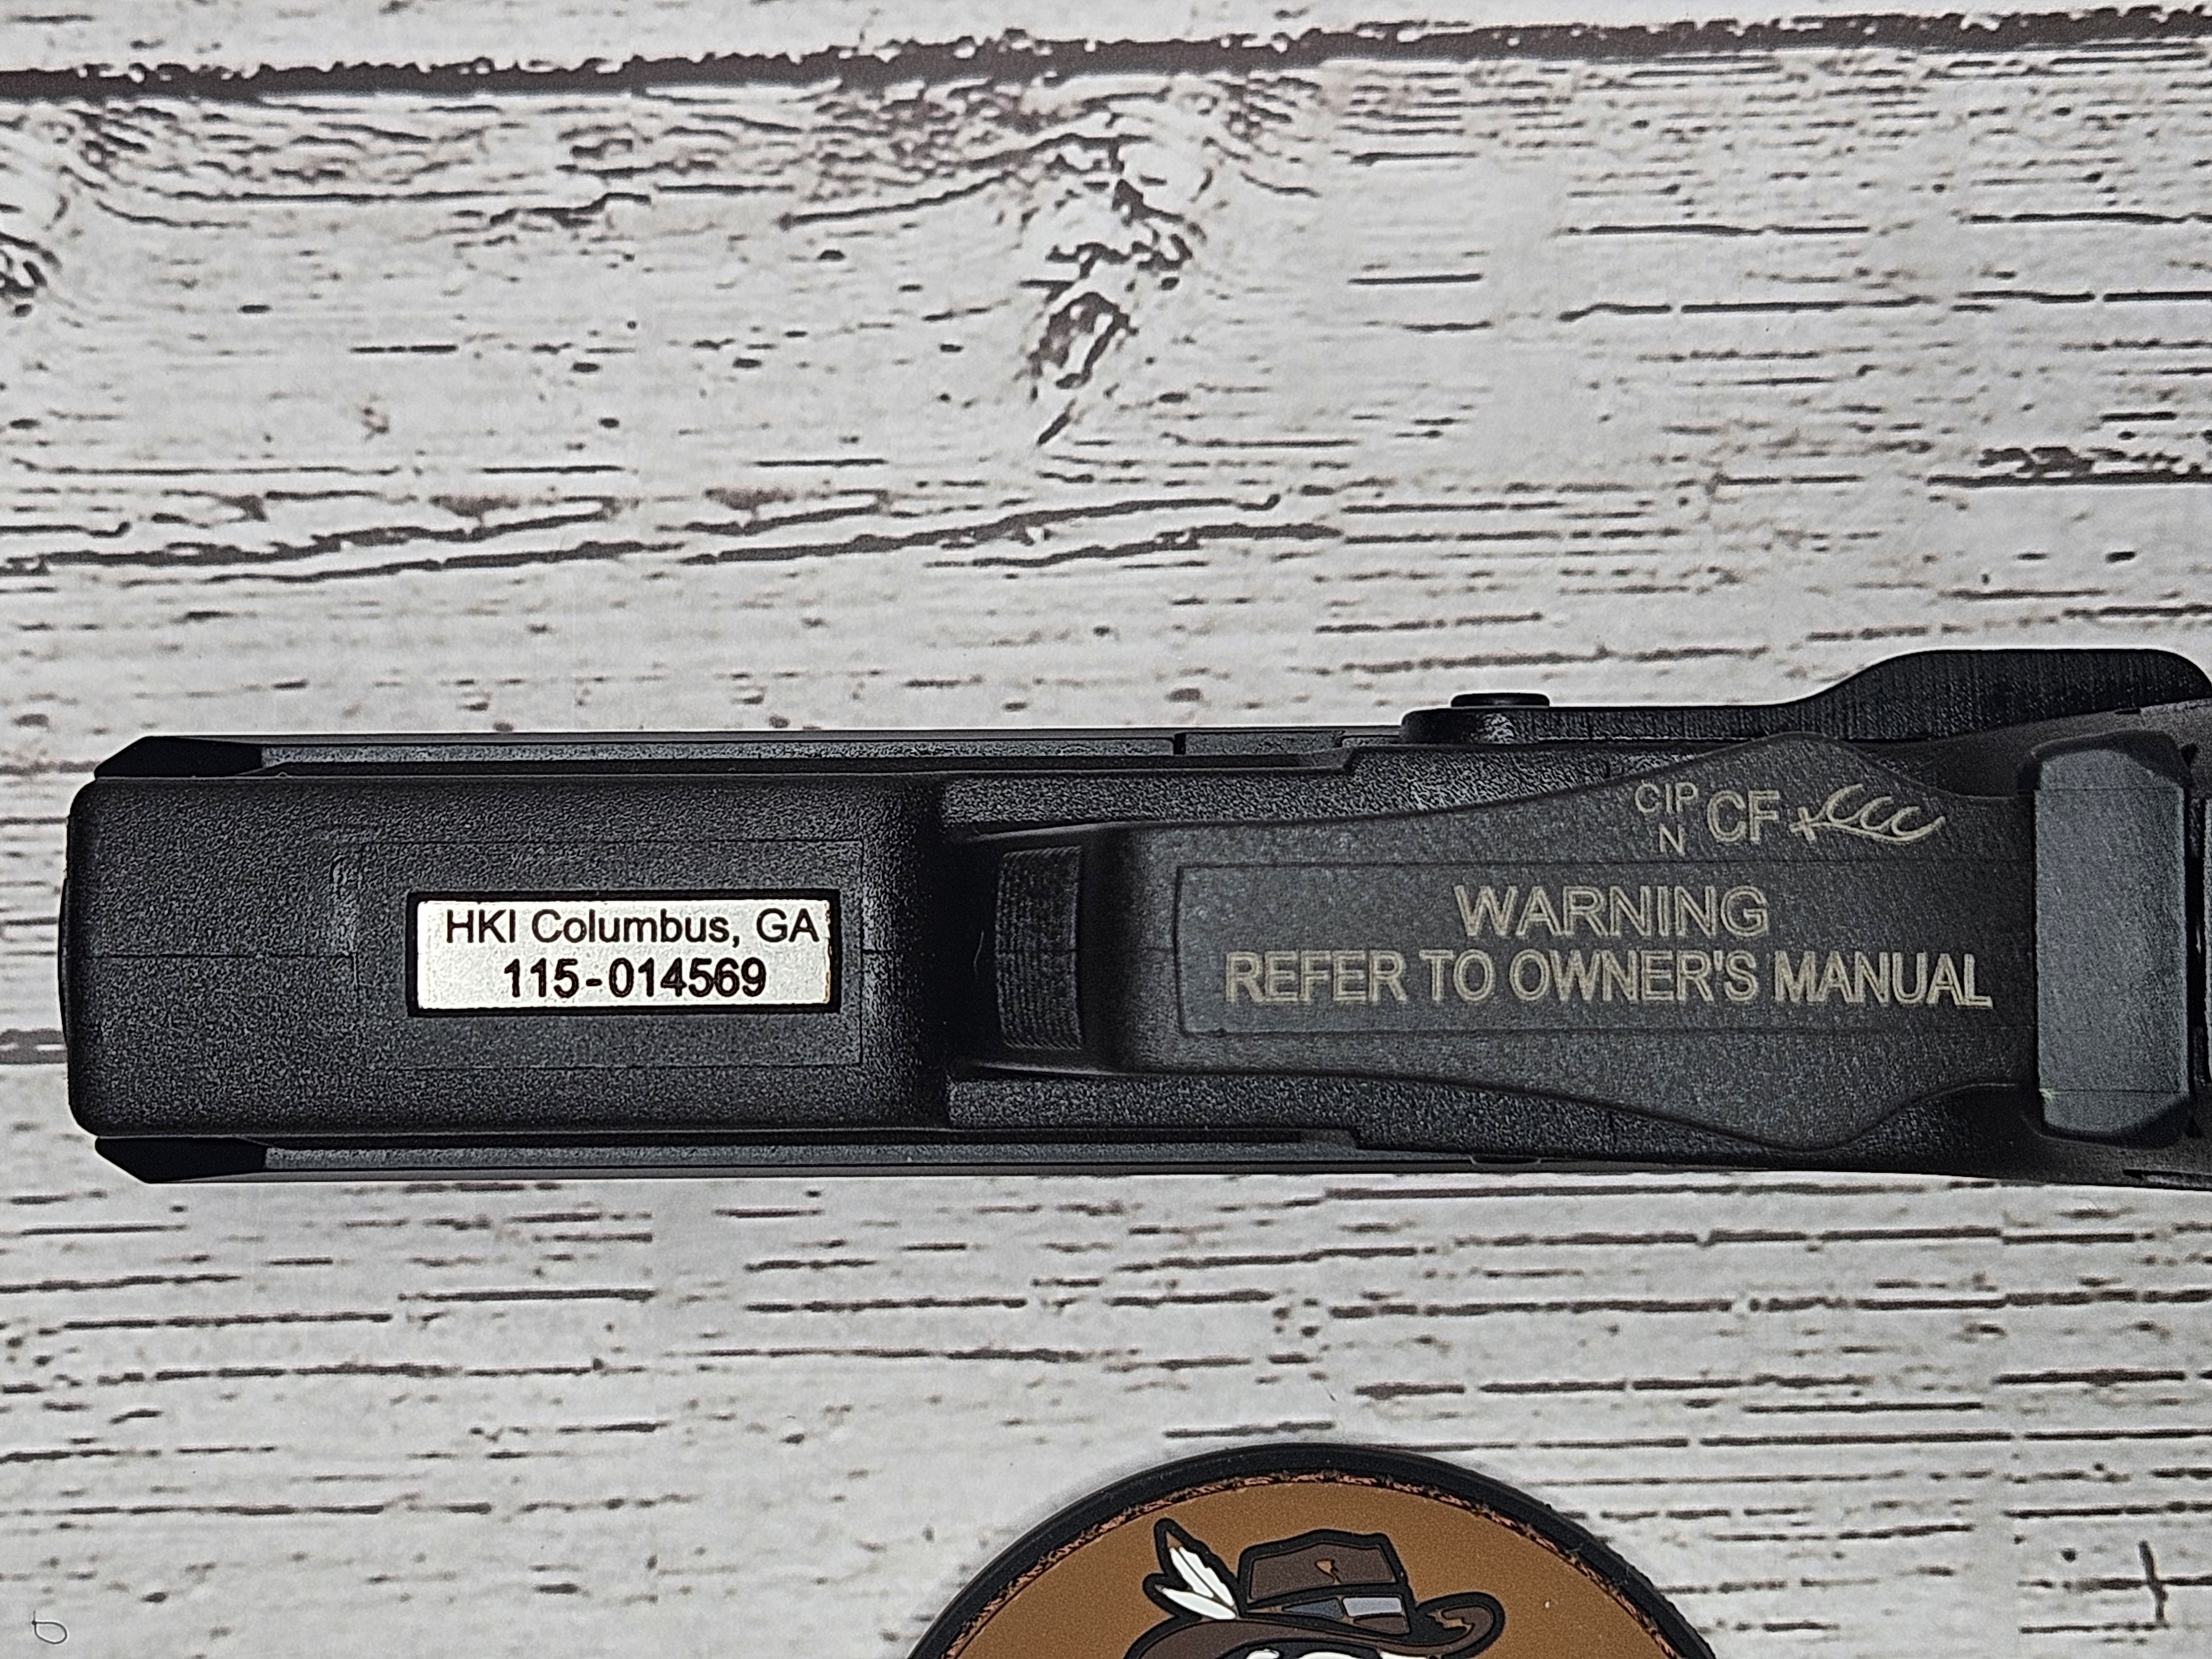 HKI Columbus, GA
115-014569
CIP
N
CF
WARNING
REFER TO OWNER'S MANUAL